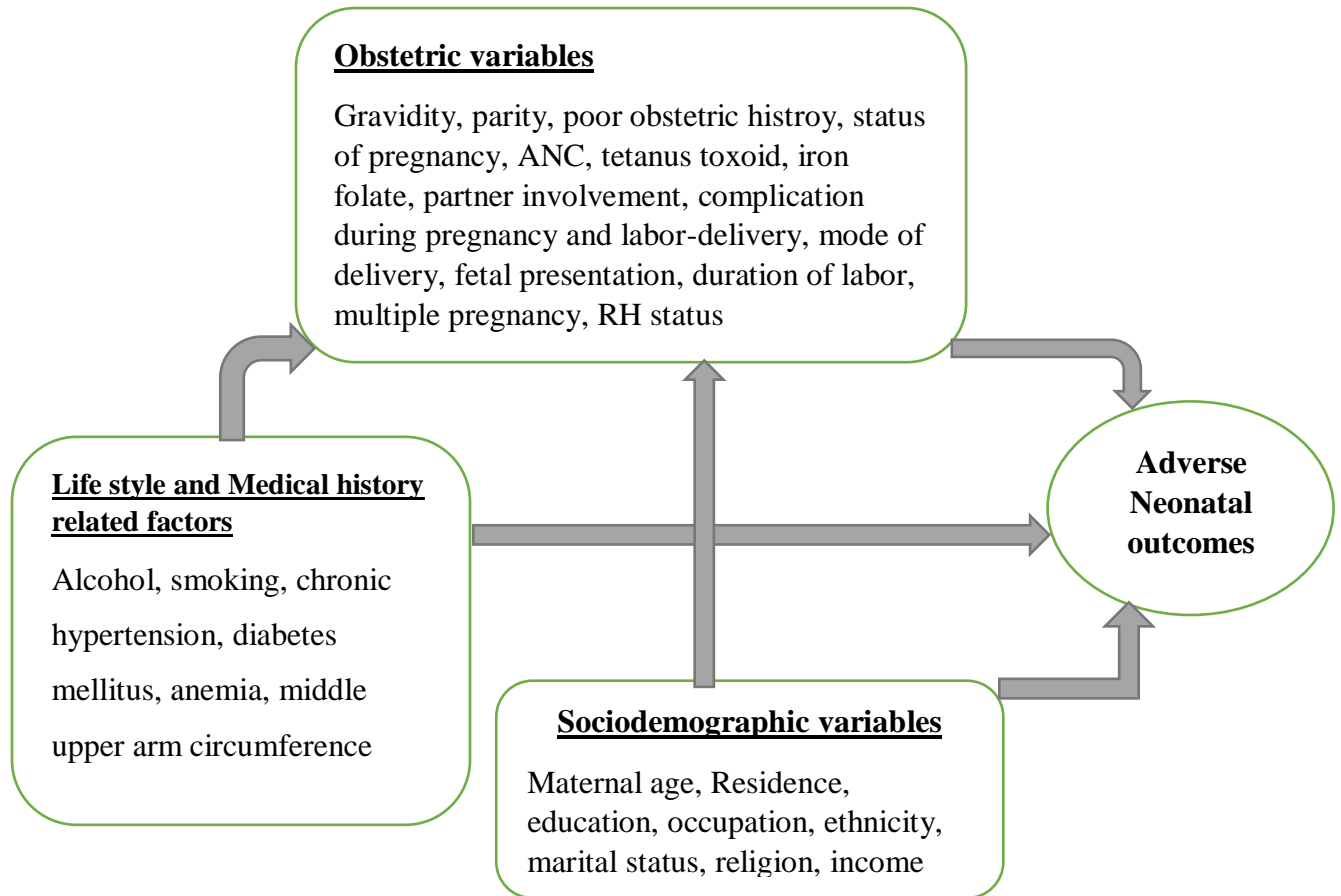 Obstetric variables
Gravidity, parity, poor obstetric histroy, status
of pregnancy, ANC, tetanus toxoid, iron
folate, partner involvement, complication
during pregnancy and labor-delivery, mode of
delivery, fetal presentation, duration of labor,
multiple pregnancy, RH status
Life style and Medical history
related factors
Alcohol, smoking, chronic
hypertension, diabetes
mellitus, anemia, middle
upper arm circumference
Adverse
Neonatal
outcomes
Sociodemographic variables
Maternal age, Residence,
education, occupation, ethnicity,
marital status, religion, income